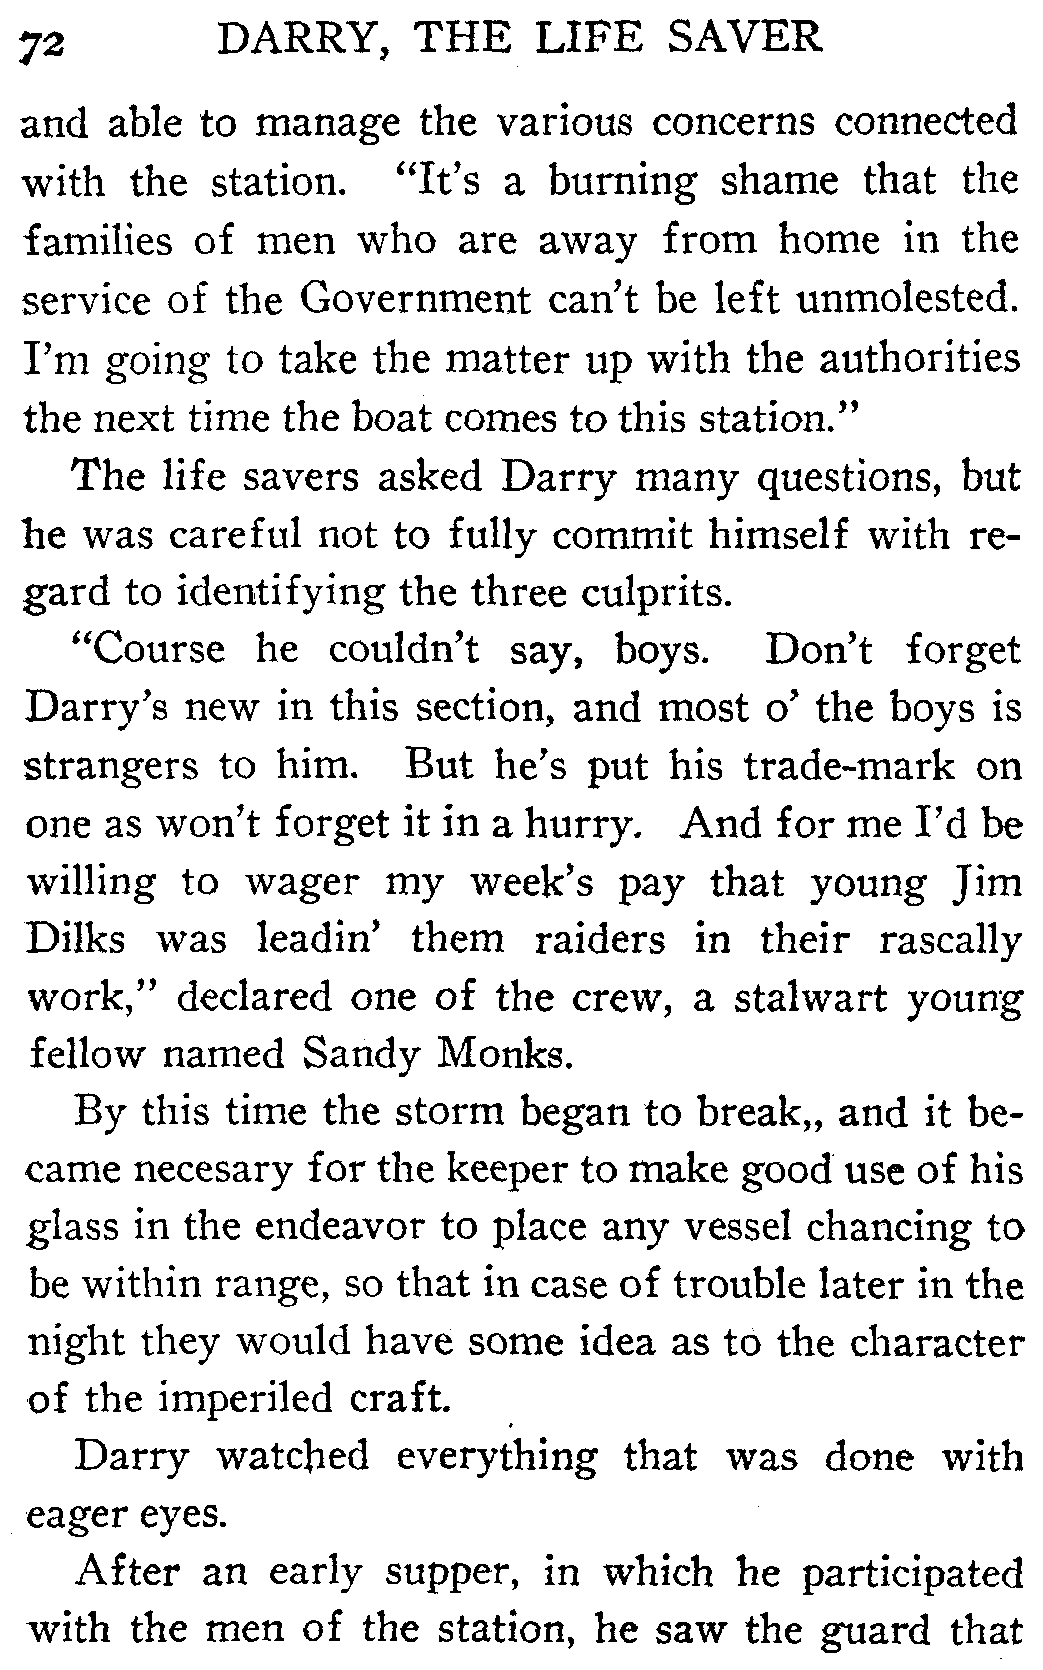 72 DARRY, THE LIFE SAVER
and able to manage the various concerns connected
with the station. “It’s a burning shame that the
families of men who are away from home in the
service of the Government can’t be left unmolested.
I’m going to take the matter up with the authorities
the next time the boat comes to this station.”
The life savers asked Darry many questions, but
he was careful not to fully commit himself with re-
gard to identifying the three culprits.
“Course he couldn’t say, boys. Don’t forget
Darry’s new in this section, and most o’ the boys is
strangers to him. But he’s put his trade-mark on
one as won’t forget it in a hurry. And for me I’d be
willing to wager my week’s pay that young Jim
Dilks was leadin’ them raiders in their rascally
work,” declared one of the crew, a stalwart young
fellow named Sandy Monks.
By this time the storm began to break,, and it be-
came necesary for the keeper to make good use of his
glass in the endeavor to place any vessel chancing to
be within range, so that in case of trouble later in the
night they would have some idea as to the character
of the imperiled craft.
Darry watched everything that was done with
eager eyes.
After an early supper, in which he participated
with the men of the station, he saw the guard that